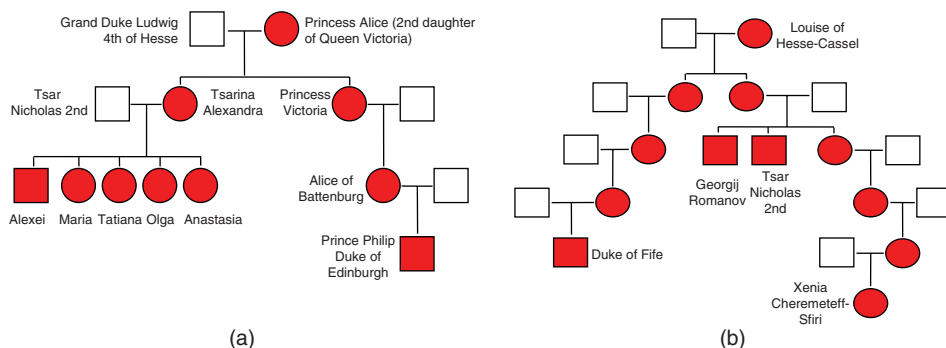 Grand Duke Ludwig
4th of Hesse
Princess Alice (2nd daughter
of Queen Victoria)
Tsar
Nicholas 2nd
Tsarina
Alexandra
Princess
Victoria
Alexei
Maria
Tatiana
Olga
Anastasia
Alice of
Battenburg
Prince Philip
Duke of
Edinburgh
(a)
Louise of
Hesse-Cassel
Georgij
Romanov
Tsar
Nicholas
2nd
Duke of Fife
Xenia
Cheremeteff-
Sfiri
(b)